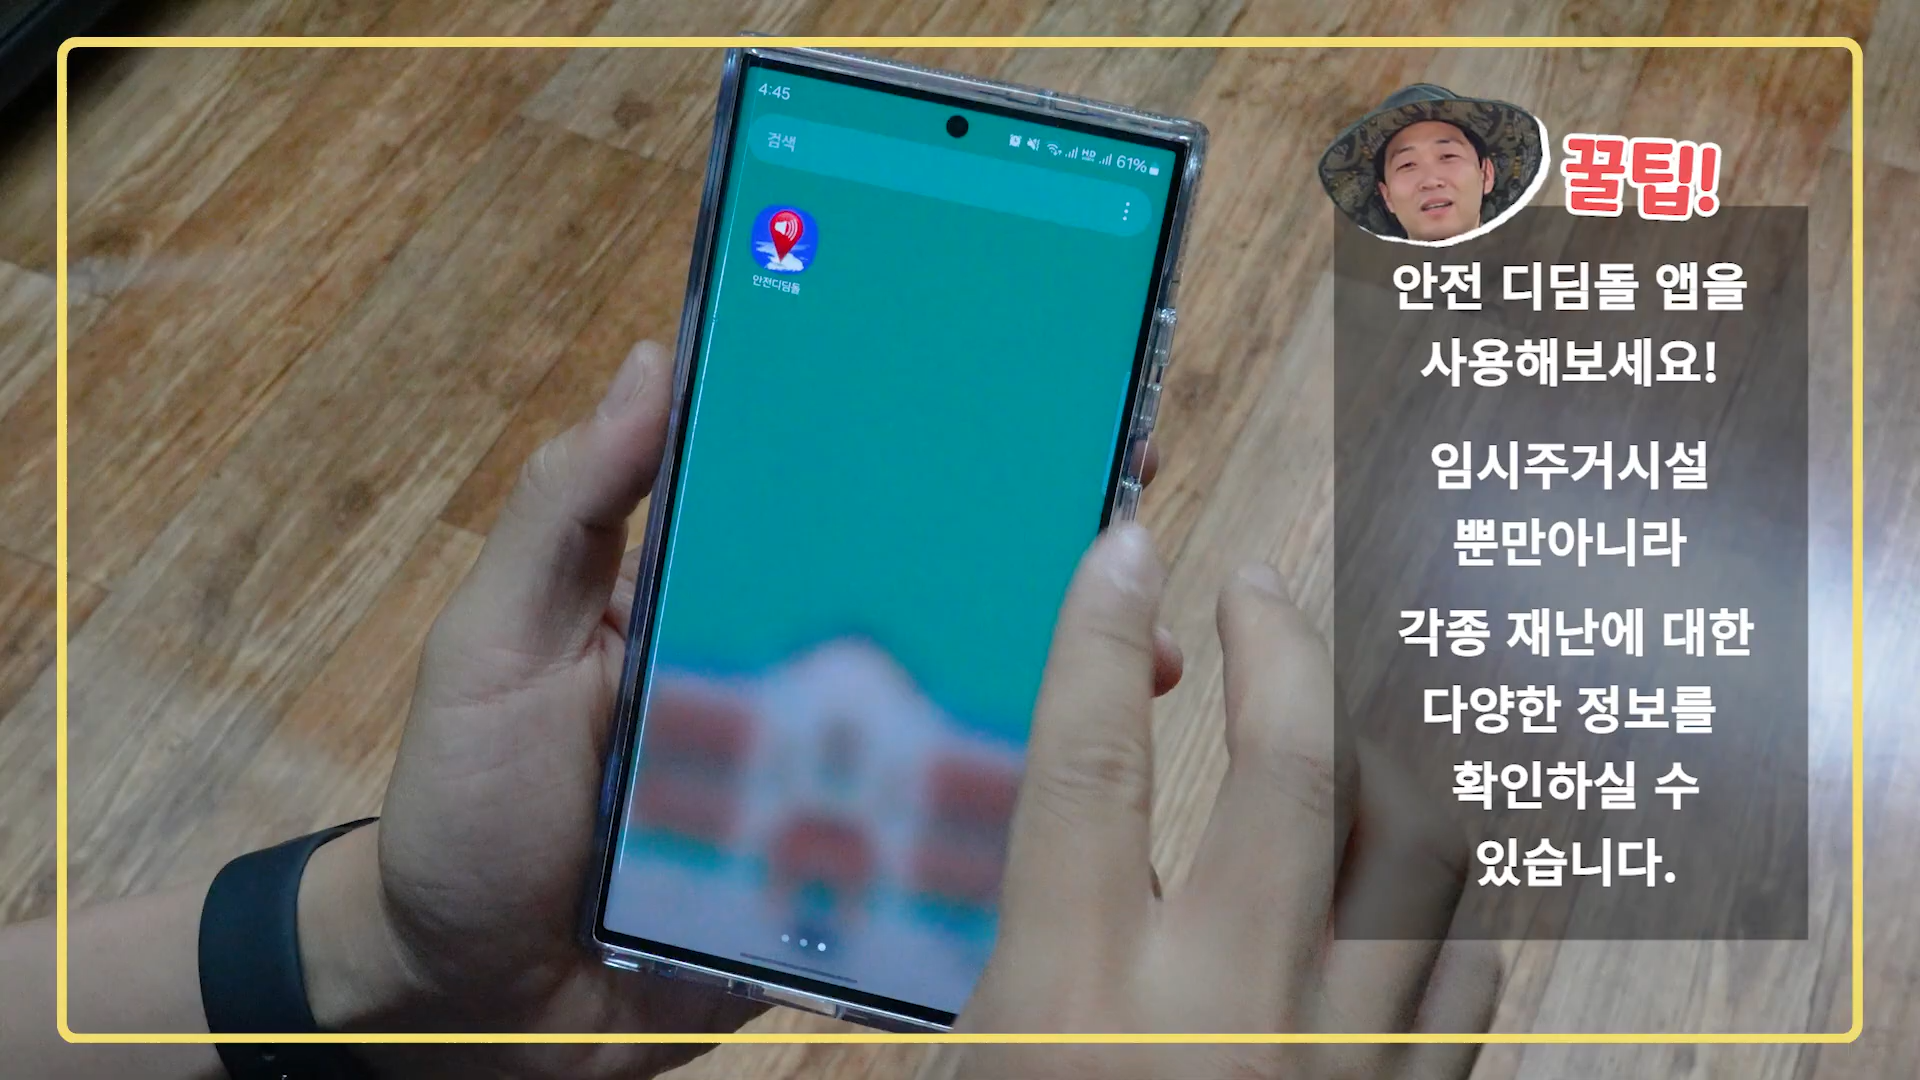 4:45
HD
61%
검색
안전디딤돌
꿀팁!
안전 디딤돌 앱을
사용해보세요!
임시주거시설
뿐만아니라
각종 재난에 대한
다양한 정보를
확인하실 수
있습니다.